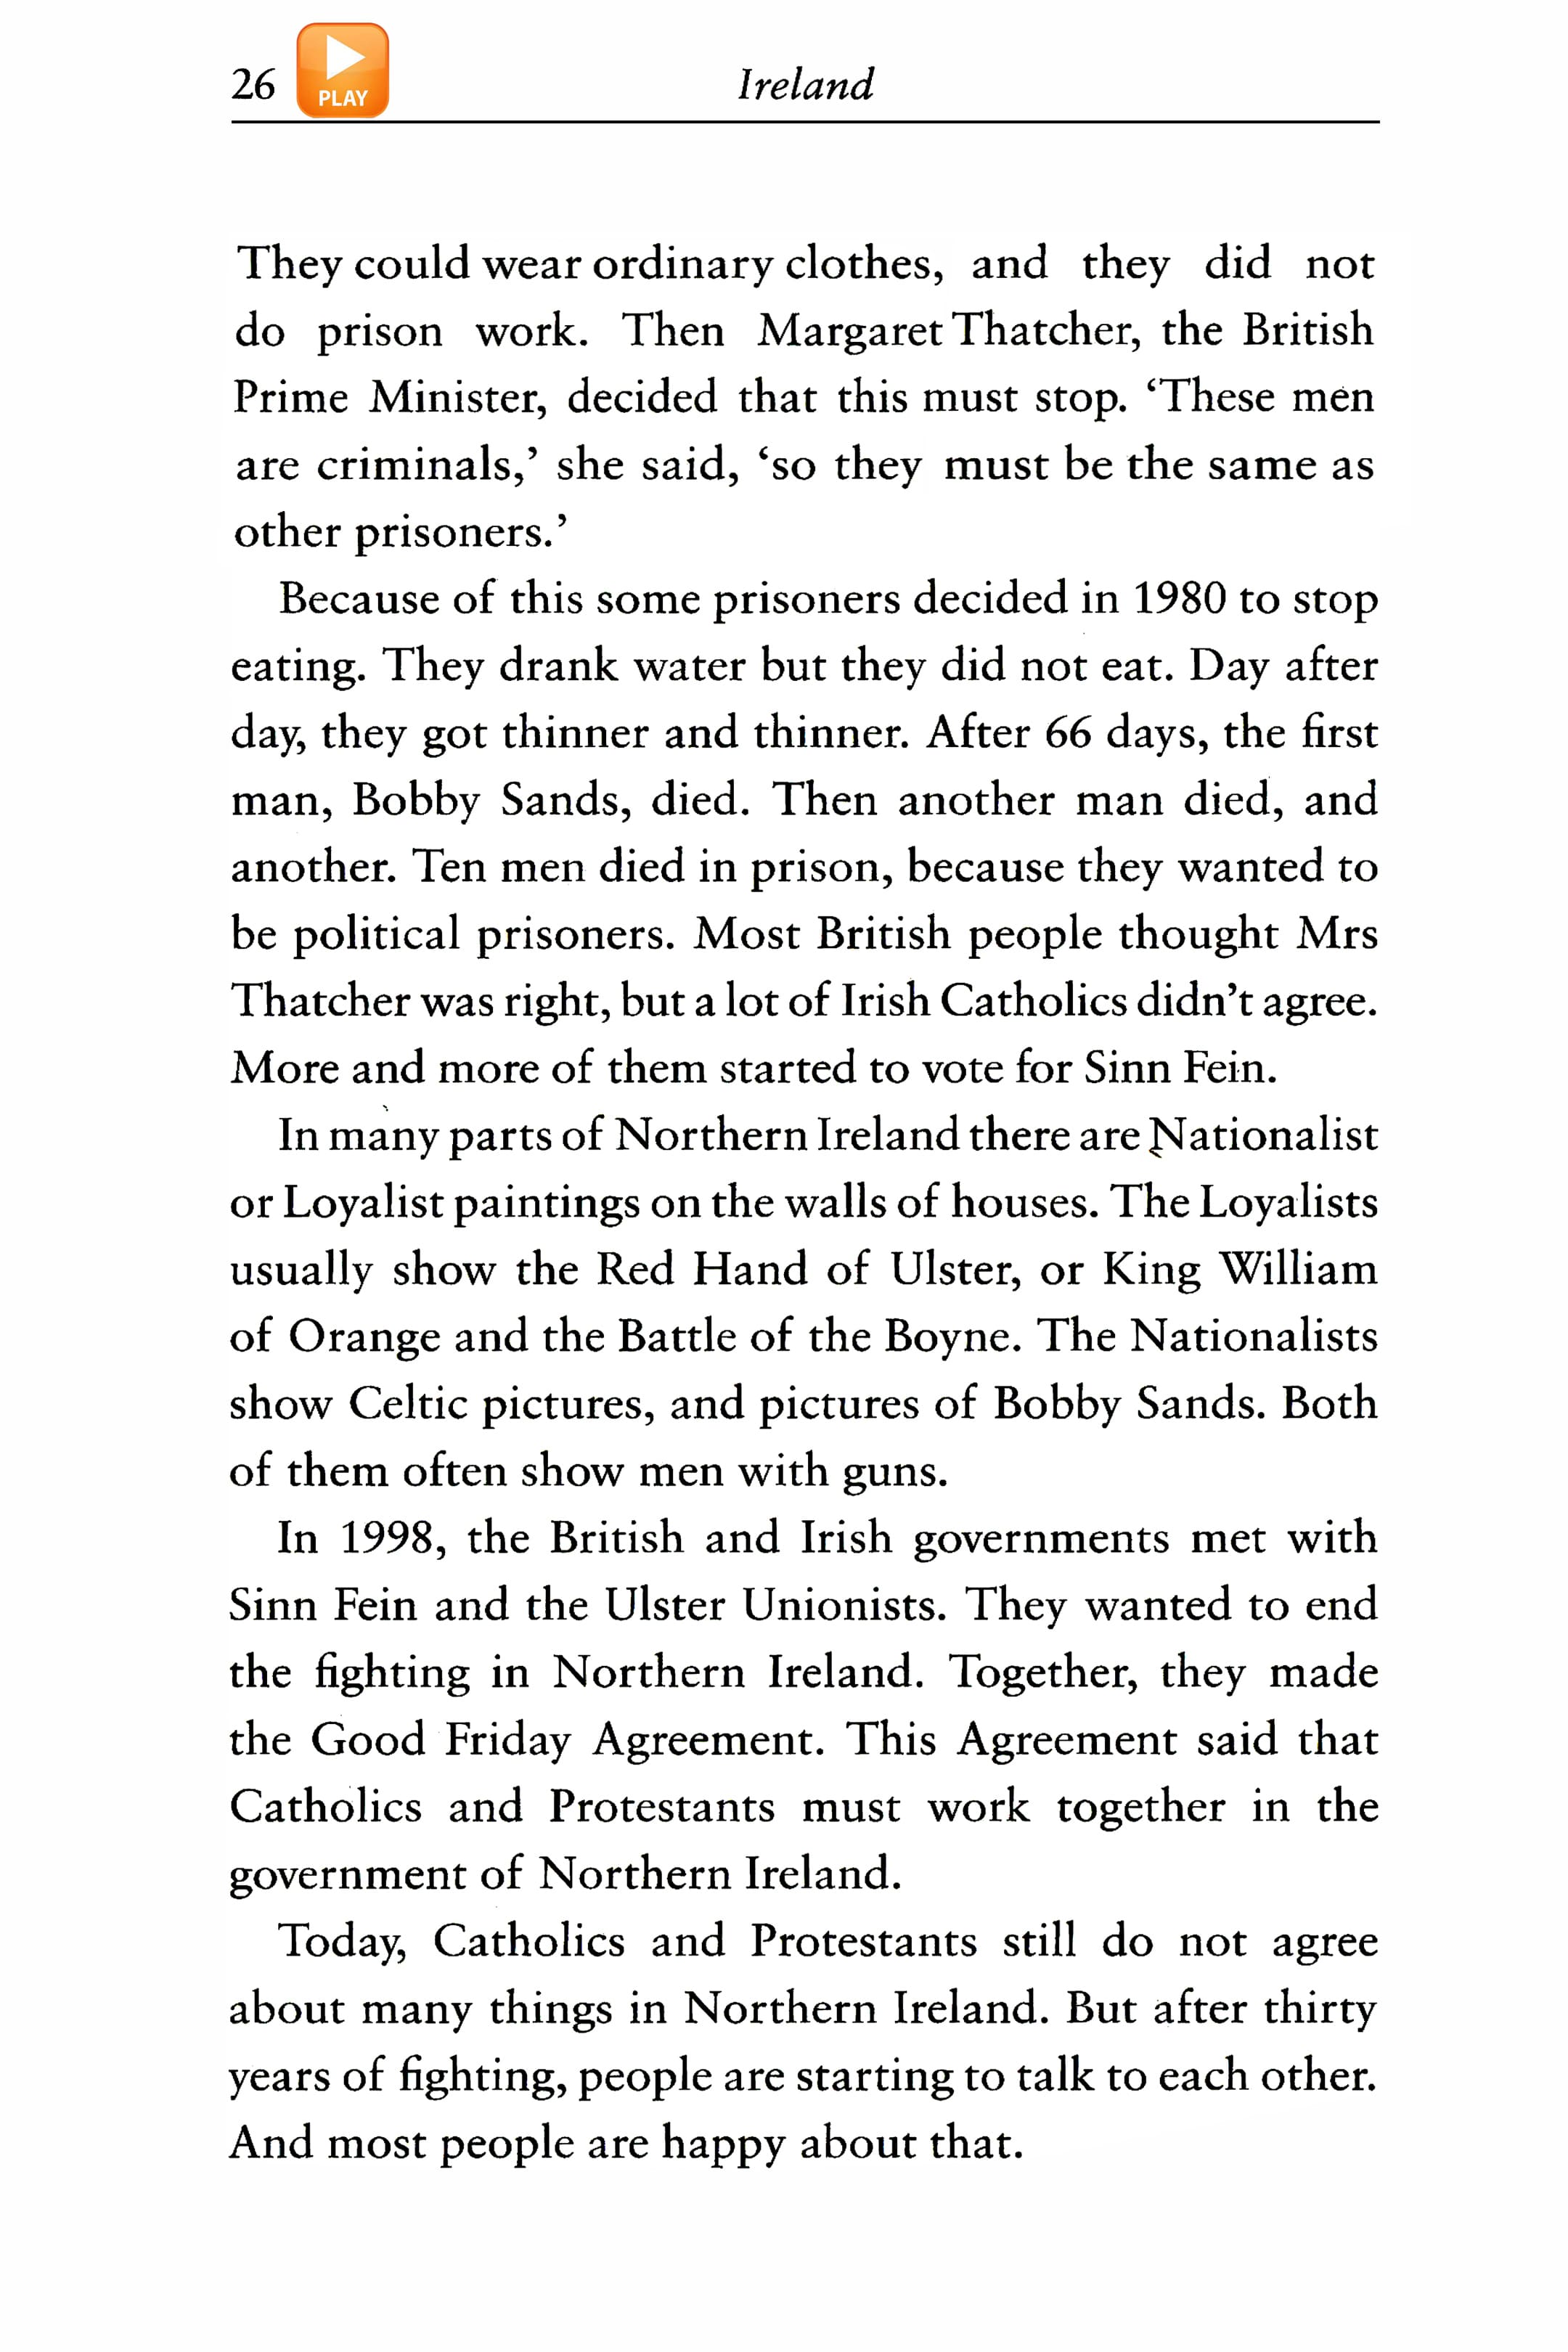 26
PLAY
Ireland
They could wear ordinary clothes, and they did not
do prison work. Then Margaret Thatcher, the British
Prime Minister, decided that this must stop. ‘These men
are criminals,’ she said, ‘so they must be the same as
other prisoners.’
Because of this some prisoners decided in 1980 to stop
eating. They drank water but they did not eat. Day after
day, they got thinner and thinner. After 66 days, the first
man, Bobby Sands, died. Then another man died, and
another. Ten men died in prison, because they wanted to
be political prisoners. Most British people thought Mrs
Thatcher was right, but a lot of Irish Catholics didn’t agree.
More and more of them started to vote for Sinn Fein.
In many parts of Northern Ireland there are Nationalist
or Loyalist paintings on the walls of houses. The Loyalists
usually show the Red Hand of Ulster, or King William
of Orange and the Battle of the Boyne. The Nationalists
show Celtic pictures, and pictures of Bobby Sands. Both
of them often show men with guns.
In 1998, the British and Irish governments met with
Sinn Fein and the Ulster Unionists. They wanted to end
the fighting in Northern Ireland. Together, they made
the Good Friday Agreement. This Agreement said that
Catholics and Protestants must work together in the
government of Northern Ireland.
Today, Catholics and Protestants still do not agree
about many things in Northern Ireland. But after thirty
years of fighting, people are starting to talk to each other.
And most people are happy about that.